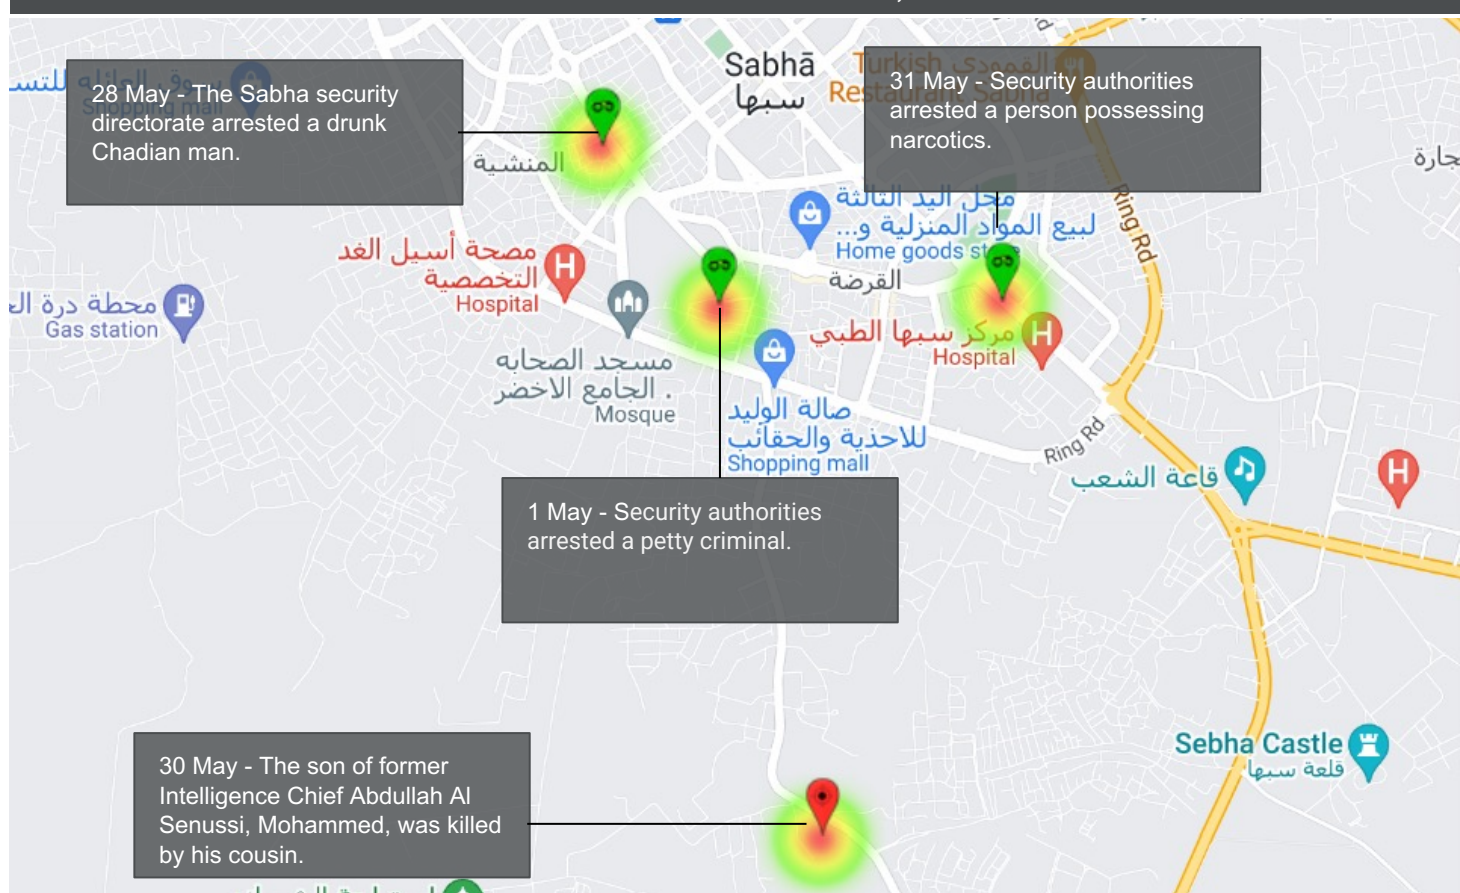 Sabhā
سبها
28 May - The Sabha security
directorate arrested a drunk
Chadian man.
31 May - Security authorities
arrested a person possessing
narcotics.
المنشية
Ring Rd
محل اليد الثالثة
لبيع المواد المنزلية و...
Home goods
القرضة
مصحة أسيل الغد
التخصصية
Hospital
محطة درة
Gas station
مركز سبها الطبي
Hospital
مسجد الصحابه
الجامع الاخضر .
Mosque
صالة الوليد
للاحذية والحقائب
Shopping mall
Ring Rd
قاعة الشعب
1 May - Security authorities
arrested a petty criminal.
Sebha Castle
قلعة سبها
30 May - The son of former
Intelligence Chief Abdullah Al
Senussi, Mohammed, was killed
by his cousin.